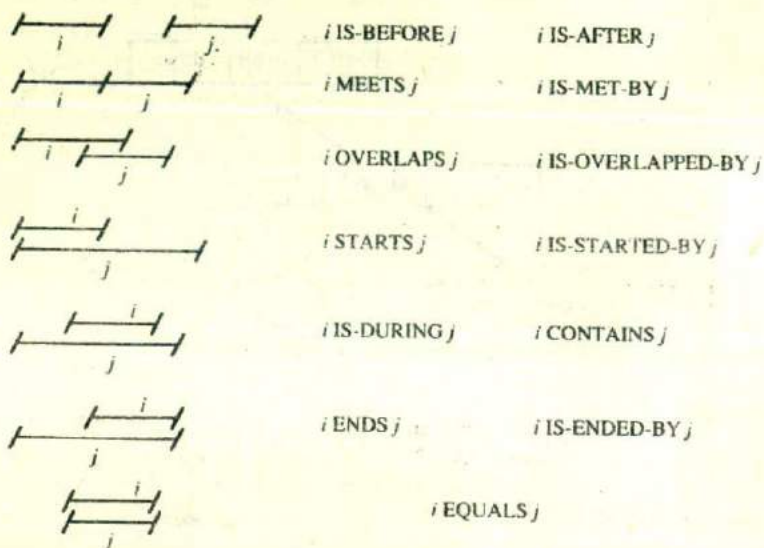 i j i IS-BEFORE j i IS-AFTER j
i j i MEETS j i IS-MET-BY j
i j i OVERLAPS j i IS-OVERLAPPED-BY j
i
j i STARTS j i IS-STARTED-BY j
i
j i IS-DURING j i CONTAINS j
i
j i ENDS j i IS-ENDED-BY j
i
j i EQUALS j